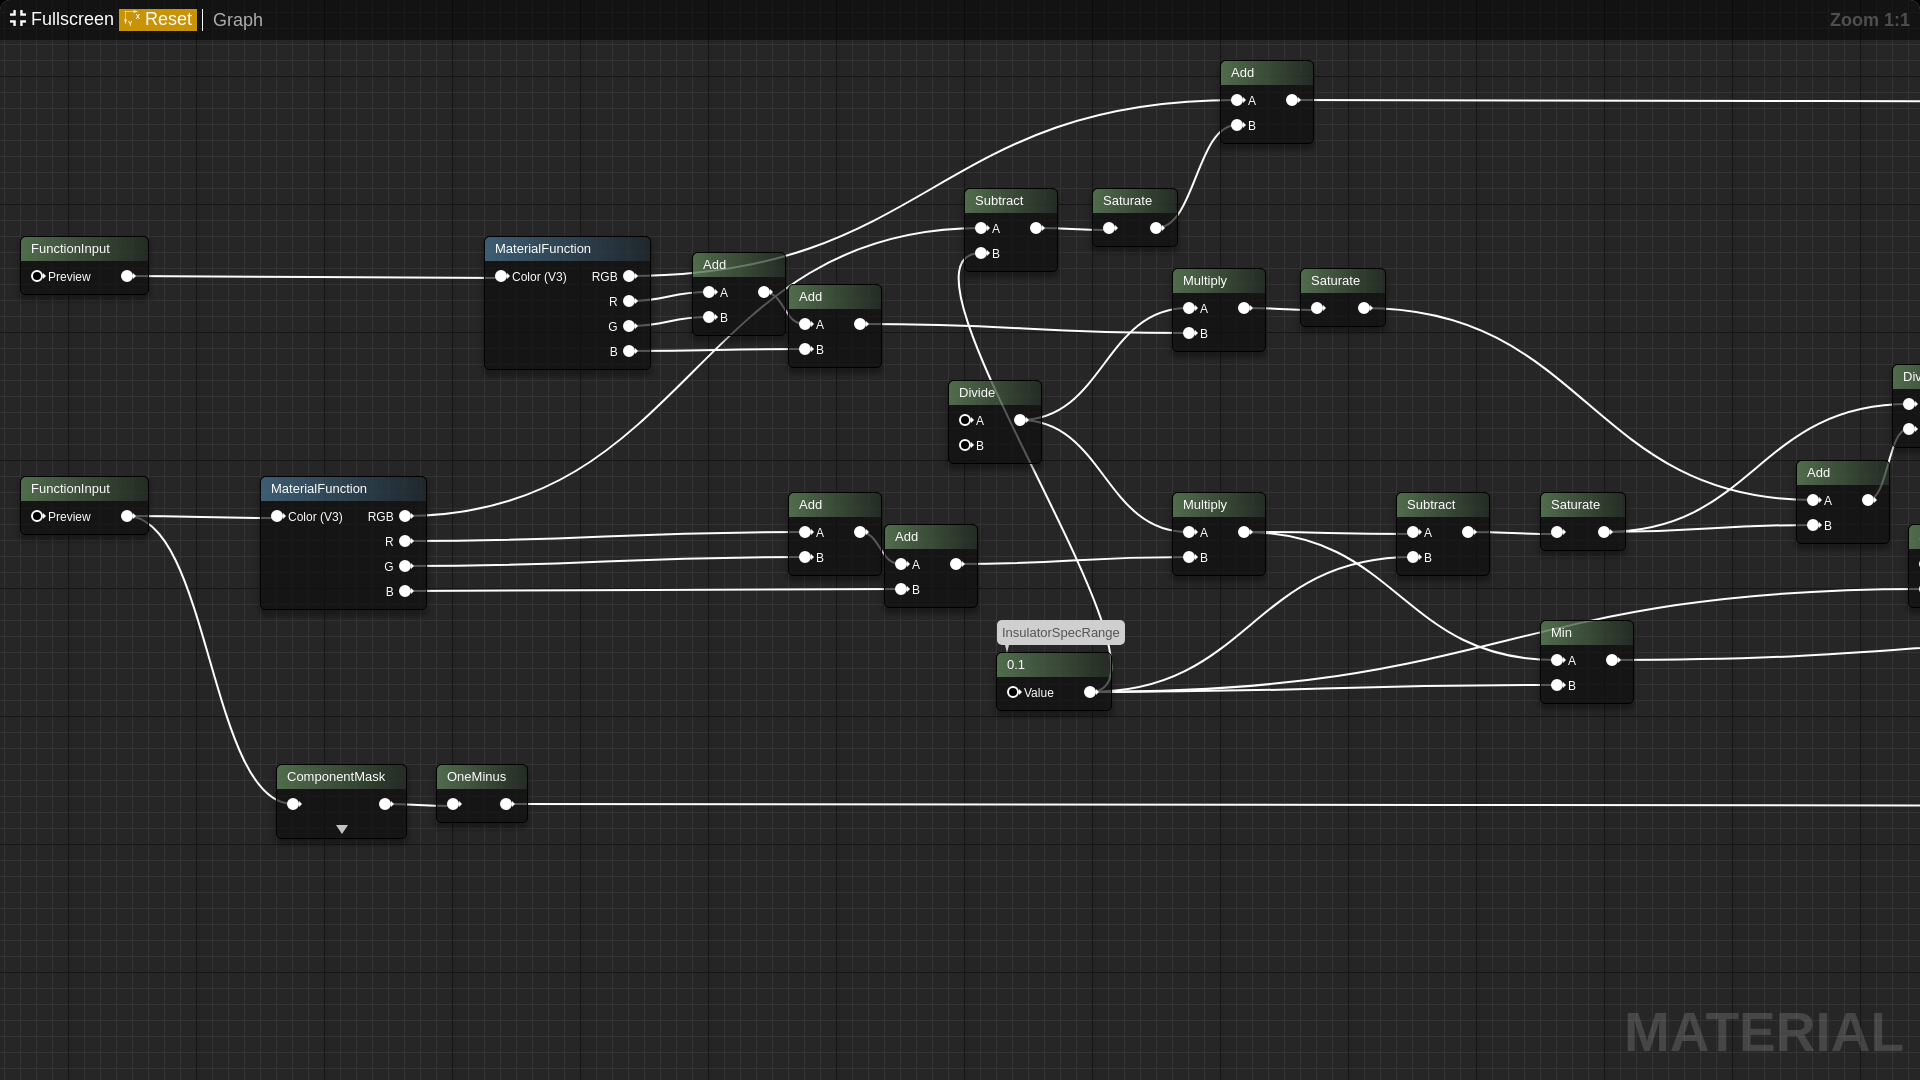 Fullscreen Reset Graph Zoom 1:1
Add
A
B
Subtract
A
B
Saturate
FunctionInput
Preview
MaterialFunction
Color (V3) RGB
R
G
B
Add
A
B
Add
A
B
Multiply
A
B
Saturate
Divide
A
B
Div
FunctionInput
Preview
MaterialFunction
Color (V3) RGB
R
G
B
Add
A
B
Add
A
B
Multiply
A
B
Subtract
A
B
Saturate
Add
A
B
InsulatorSpecRange
0.1
Value
Min
A
B
ComponentMask
OneMinus
MATERIAL